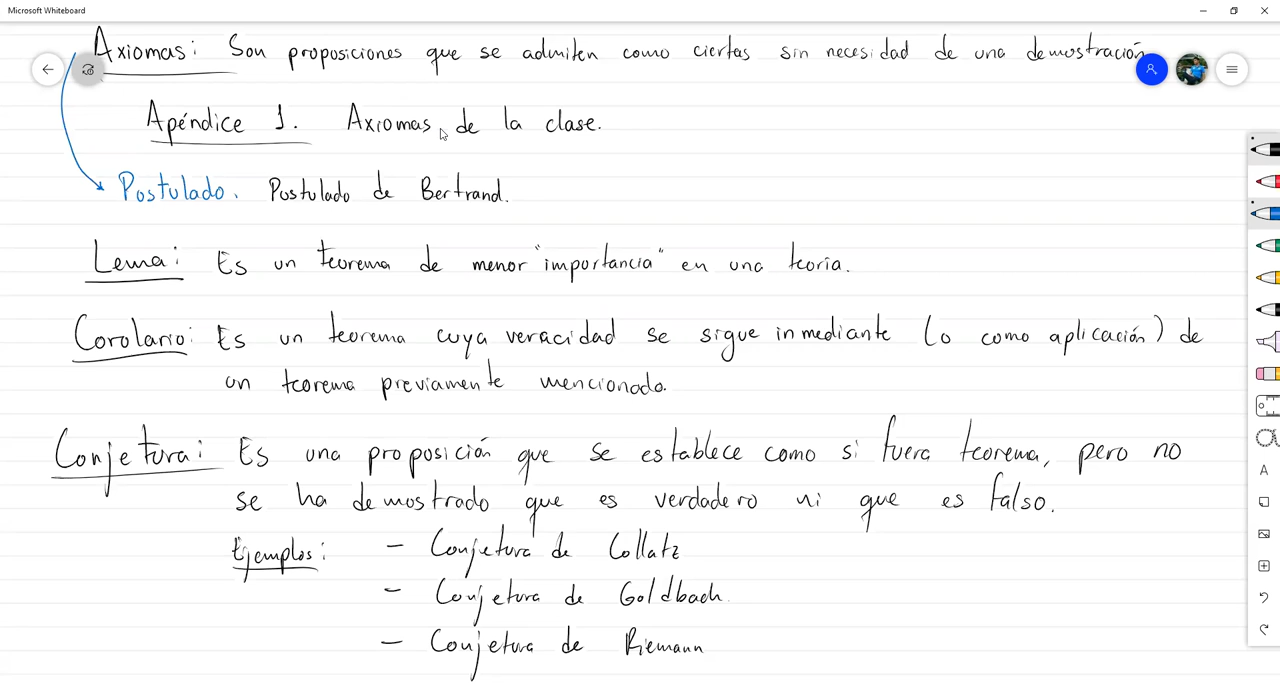 Microsoft Whiteboard
Axiomas: Son proposiciones que se admiten como ciertas sin necesidad de una demostración
Apéndice 1. Axiomas de la clase.
Postulado. Postulado de Bertrand.
Lema: Es un teorema de menor "importancia" en una teoría.
Corolario: Es un teorema cuya veracidad se sigue inmediante (o como aplicación) de
un teorema previamente mencionado.
Conjetura: Es una proposición que se establece como si fuera teorema, pero no
se ha demostrado que es verdadero ni que es falso.
Ejemplos: - Conjetura de Collatz
- Conjetura de Goldbach.
- Conjetura de Riemann
A